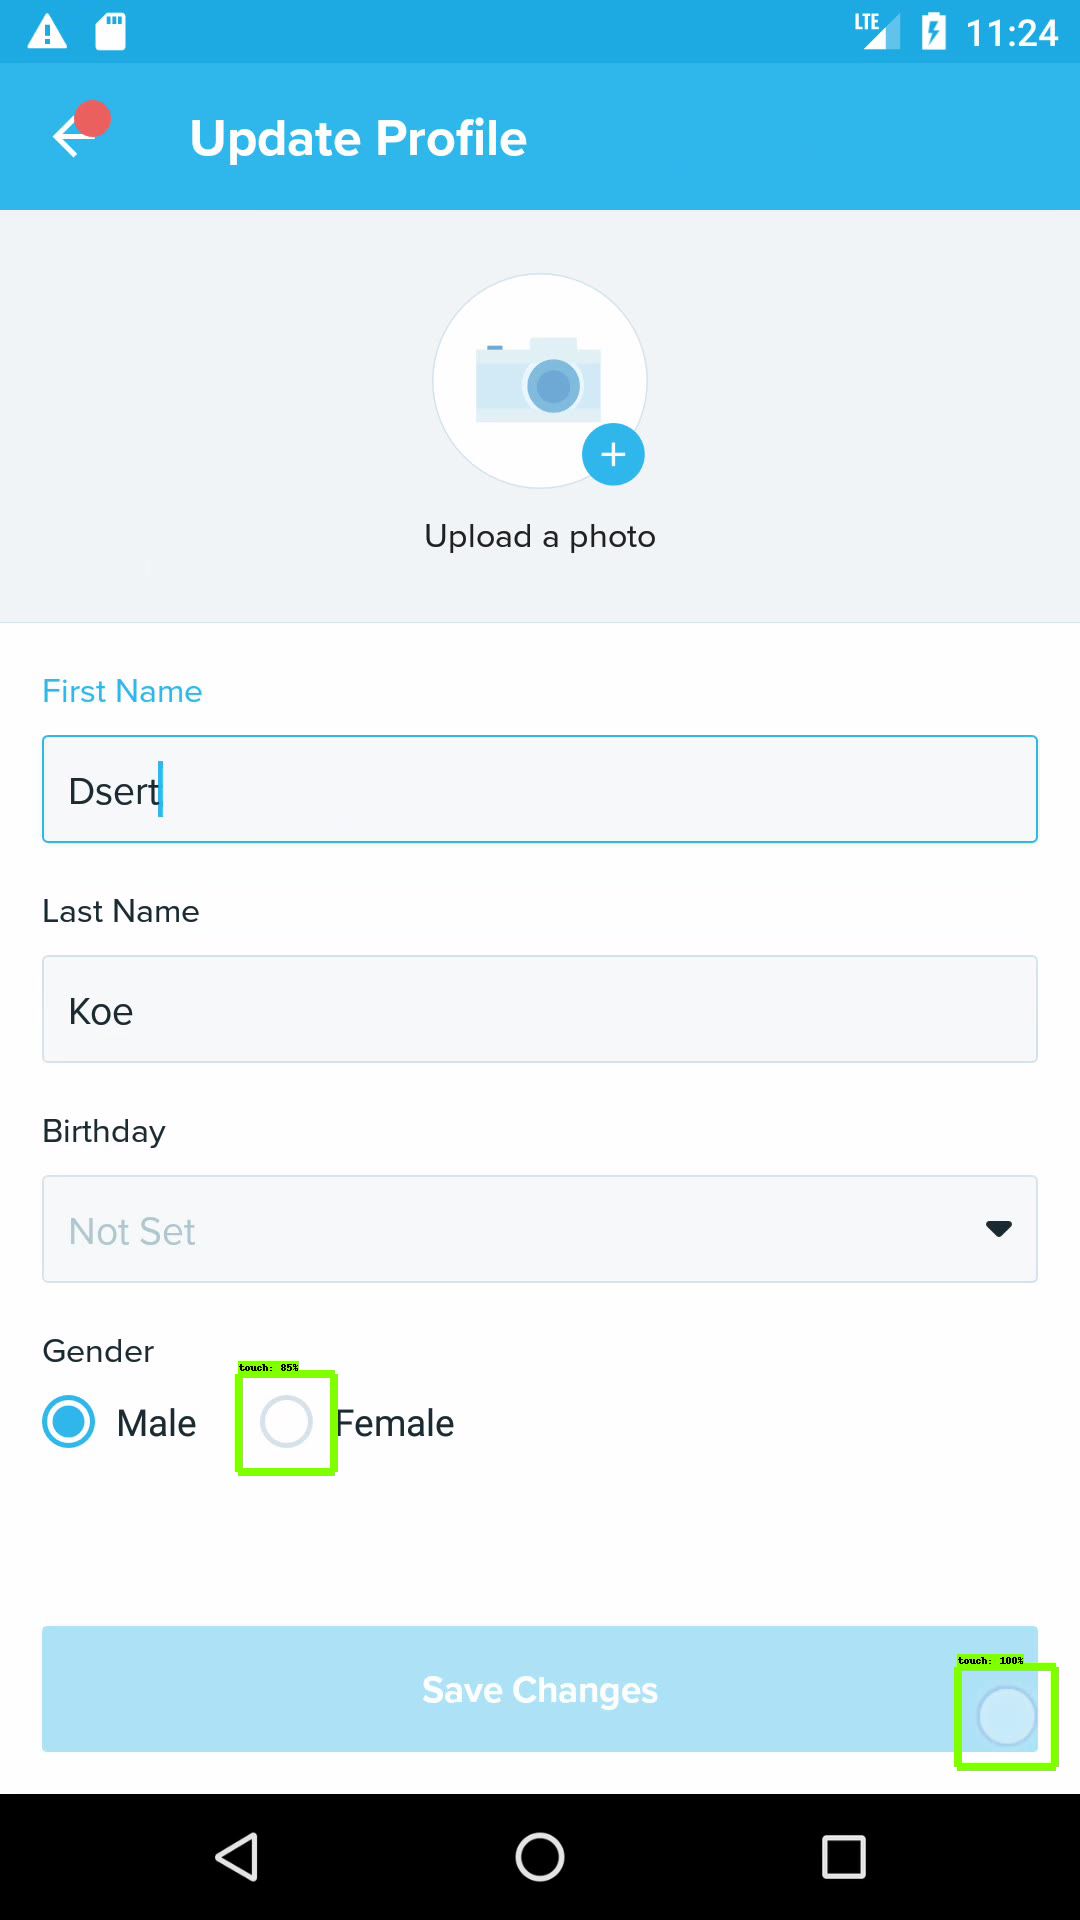 LTE 11:24
Update Profile
Upload a photo
First Name
Dsert
Last Name
Koe
Birthday
Not Set
Gender
touch: 85%
Male Female
touch: 100%
Save Changes